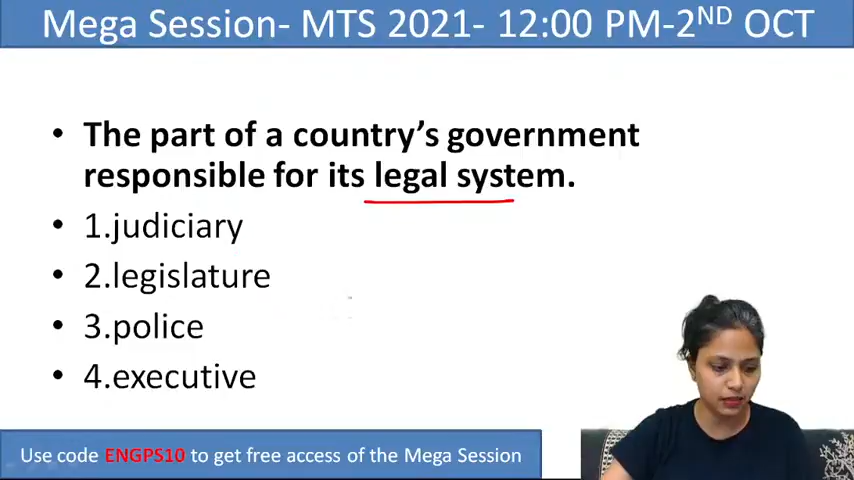 Mega Session- MTS 2021- 12:00 PM-2ND OCT
• The part of a country's government
responsible for its legal system.
• 1.judiciary
• 2.legislature
• 3.police
• 4.executive
Use code ENGPS10 to get free access of the Mega Session